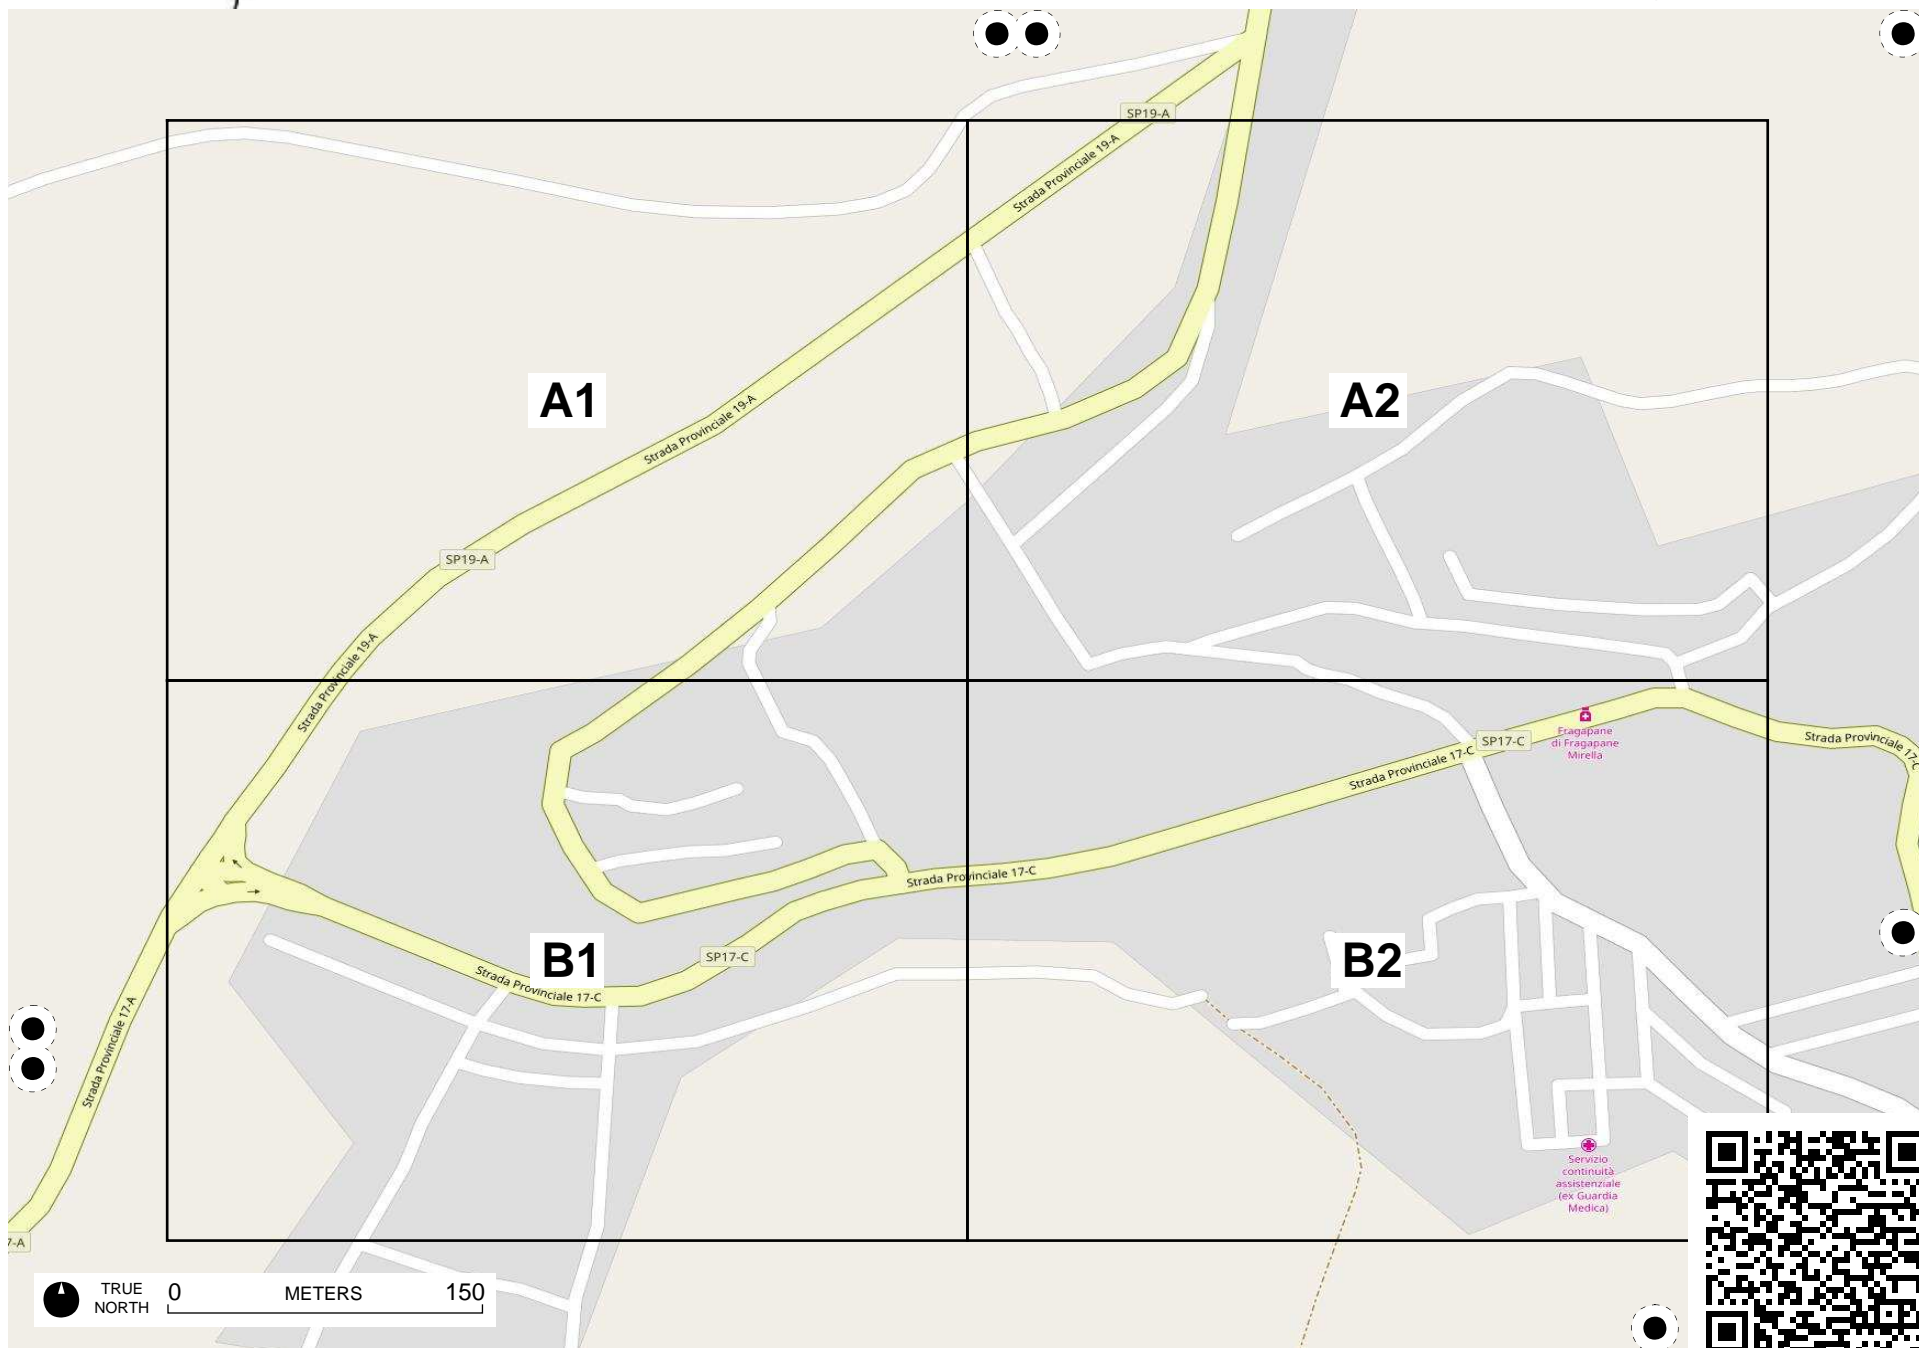 SP19-A
Strada Provinciale 19-A
A1
A2
Strada Provinciale 19-A
SP19-A
Strada Provinciale 19-A
Fragapane
di Fragapane
Mirella
SP17-C
Strada Provinciale 17-C
Strada Provinciale 17-C
Strada Provinciale 17-C
B1
B2
SP17-C
Strada Provinciale 17-C
Strada Provinciale 17-A
Servizio
continuità
assistenziale
(ex Guardia
Medica)
7-A
TRUE
NORTH
0 METERS 150